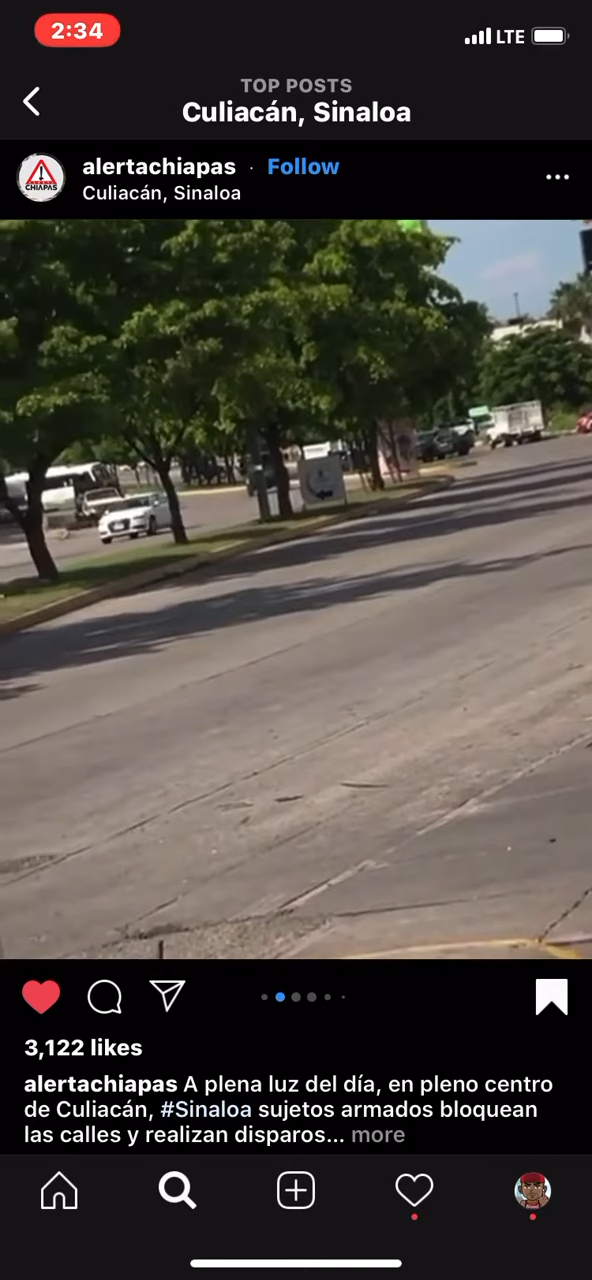 2:34
LTE
TOP POSTS
Culiacán, Sinaloa
alertachiapas · Follow
Culiacán, Sinaloa
CHIAPAS
3,122 likes
alertachiapas A plena luz del día, en pleno centro
de Culiacán, #Sinaloa sujetos armados bloquean
las calles y realizan disparos... more